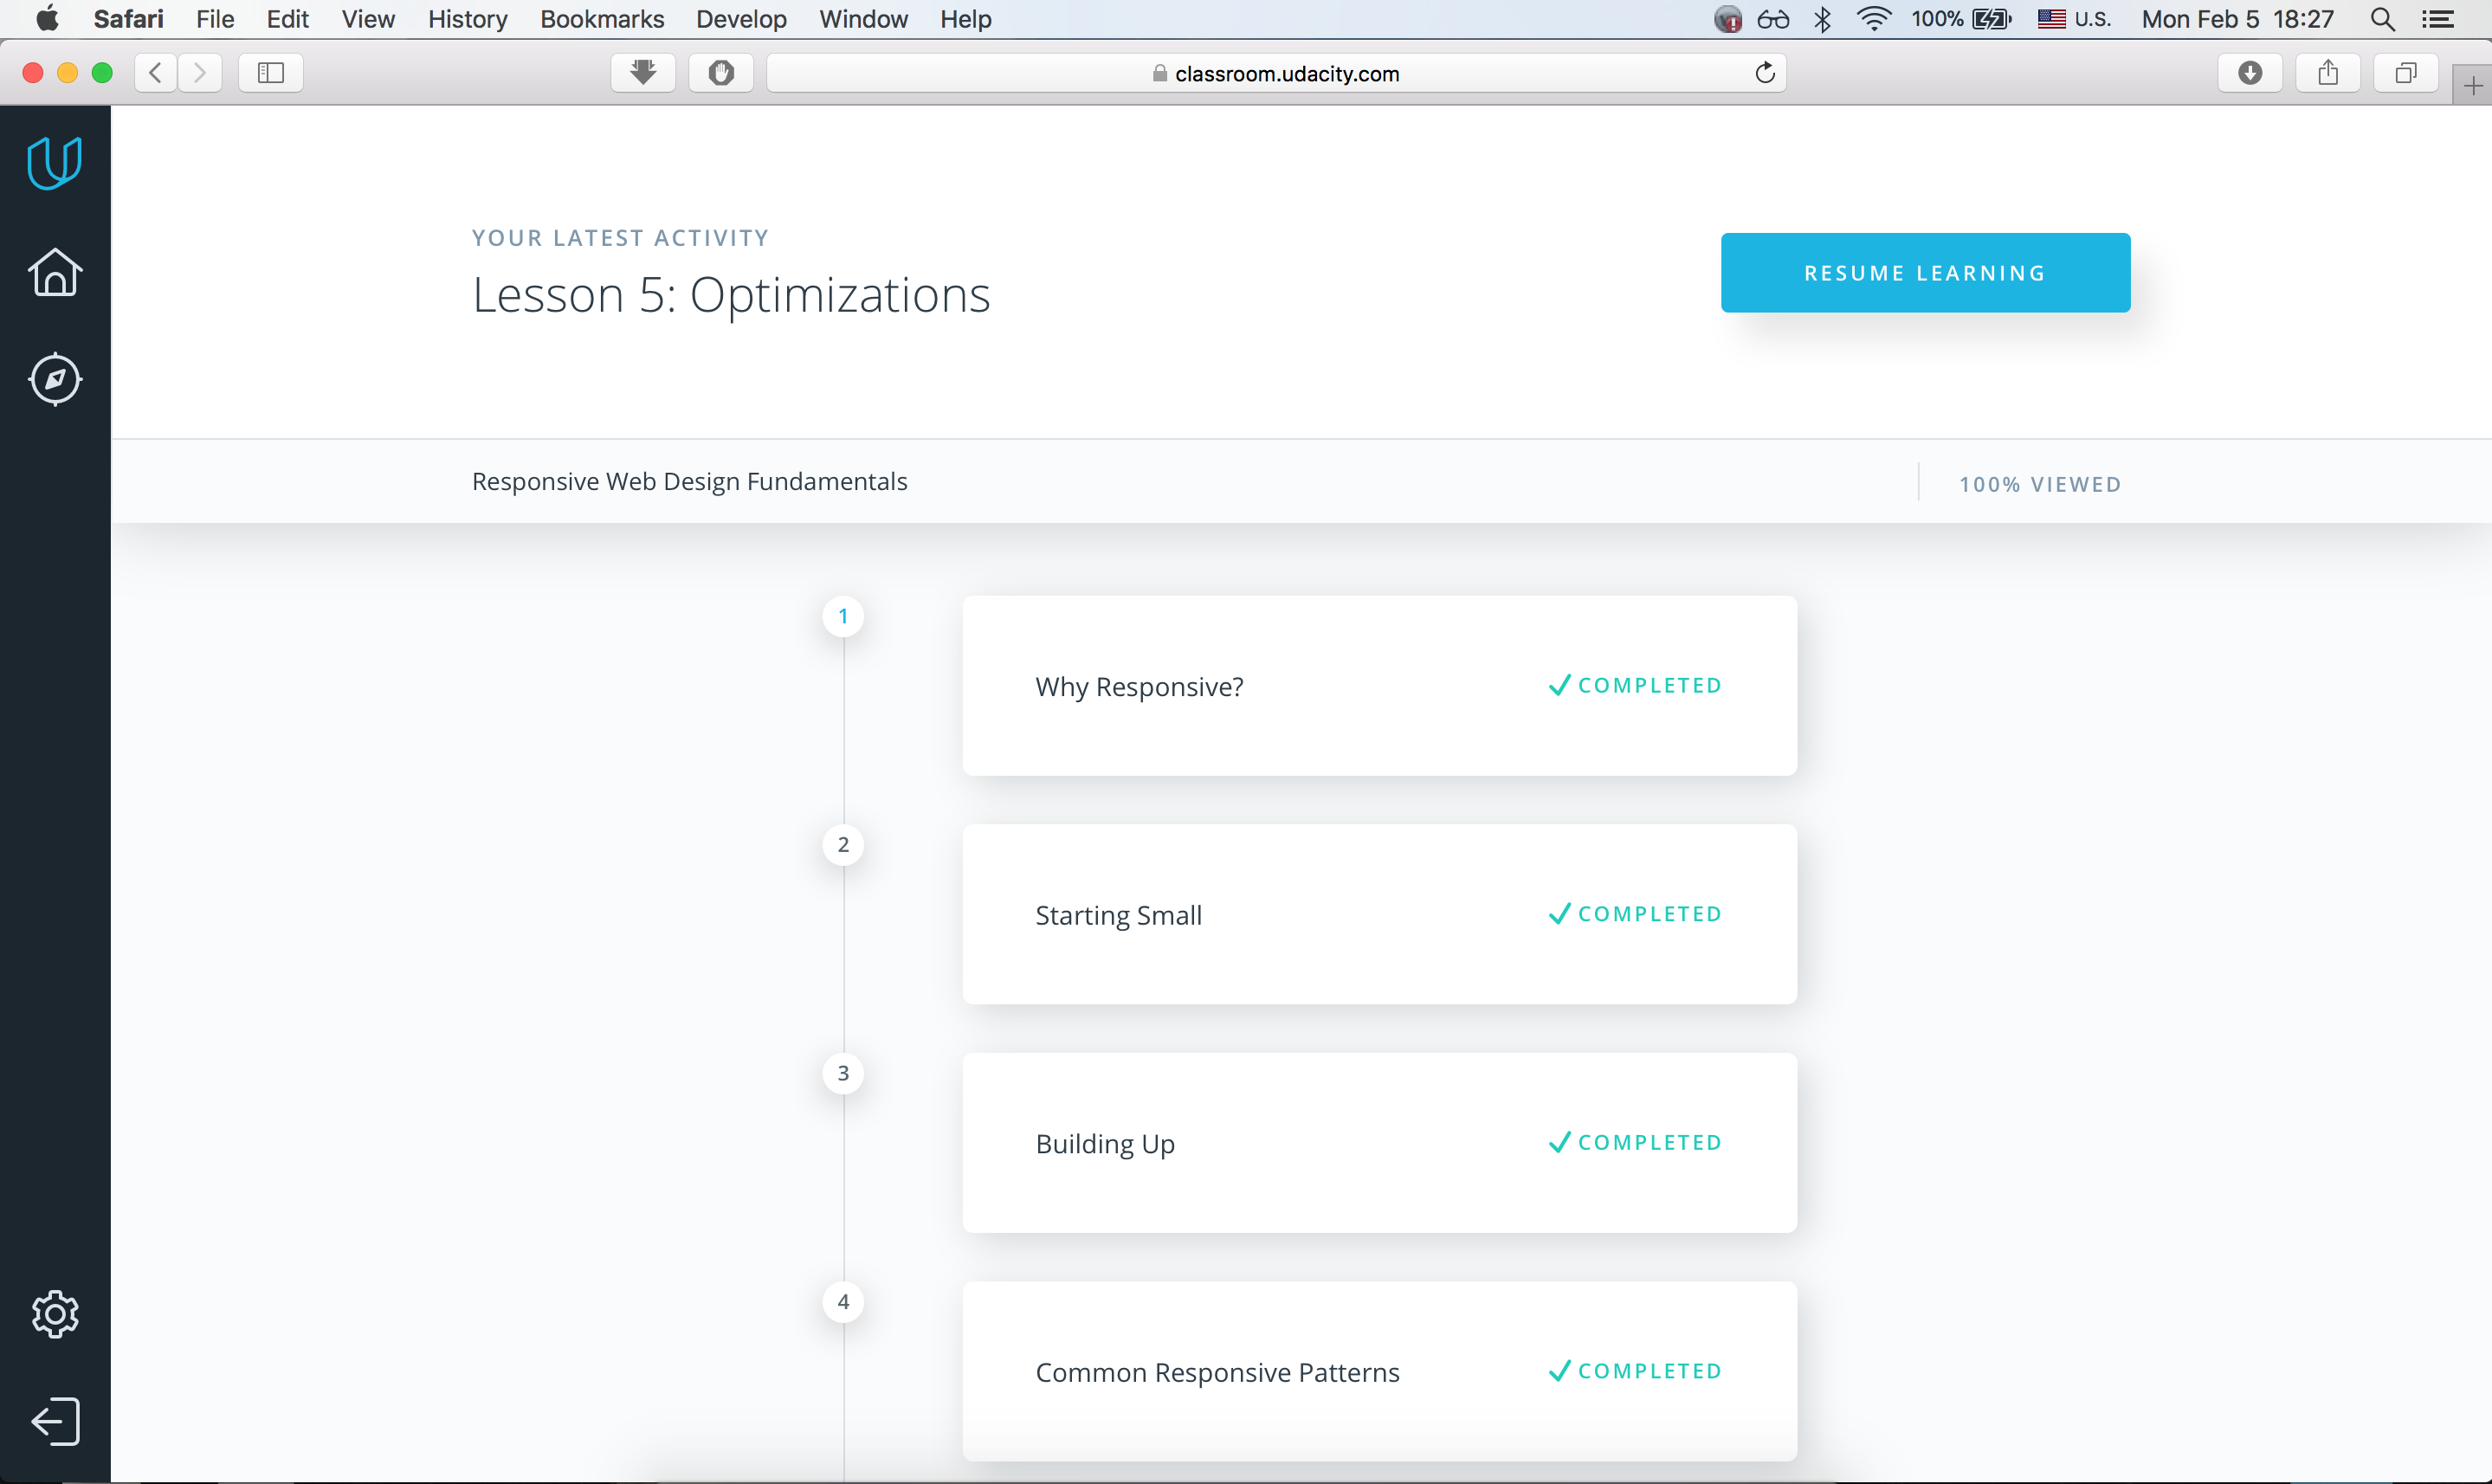 Safari File Edit View History Bookmarks Develop Window Help 100% U.S. Mon Feb 5 18:27
classroom.udacity.com
YOUR LATEST ACTIVITY
Lesson 5: Optimizations
RESUME LEARNING
Responsive Web Design Fundamentals
100% VIEWED
1
Why Responsive?
COMPLETED
2
Starting Small
COMPLETED
3
Building Up
COMPLETED
4
Common Responsive Patterns
COMPLETED